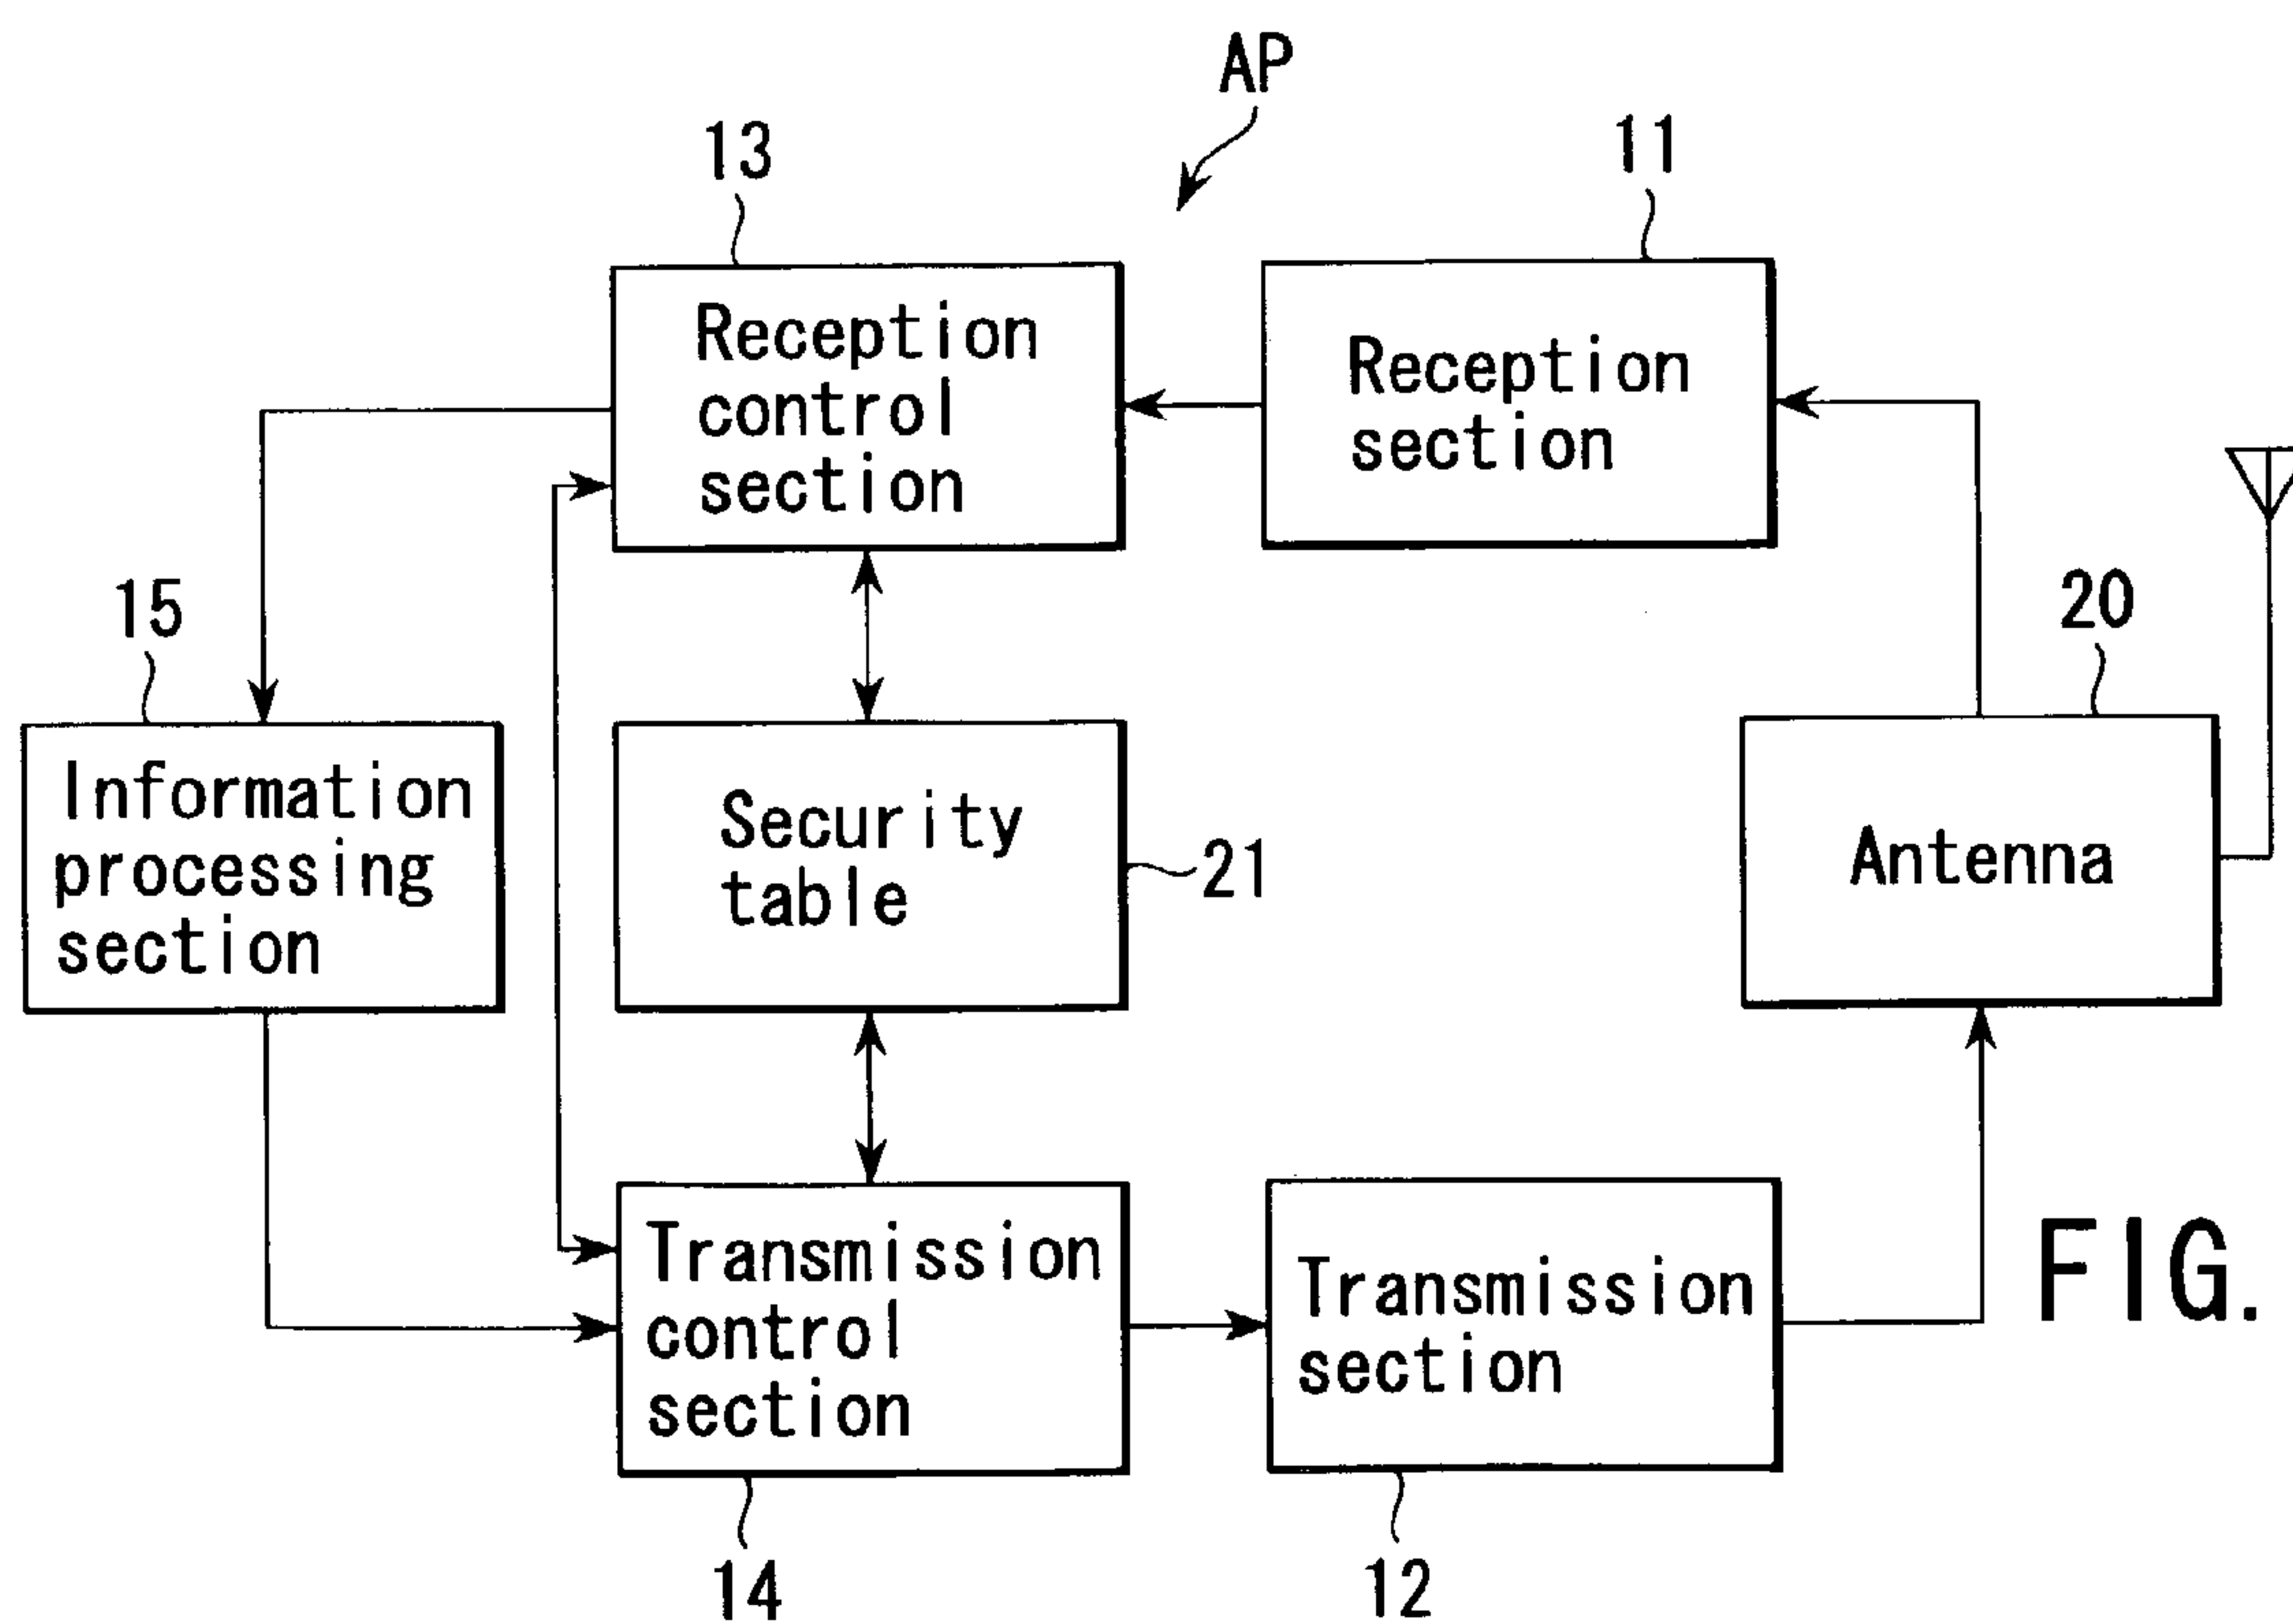 AP
13
11
Reception
control
section
Reception
section
15
20
Information
processing
section
Security
table
21
Antenna
Transmission
control
section
Transmission
section
FIG.
14
12